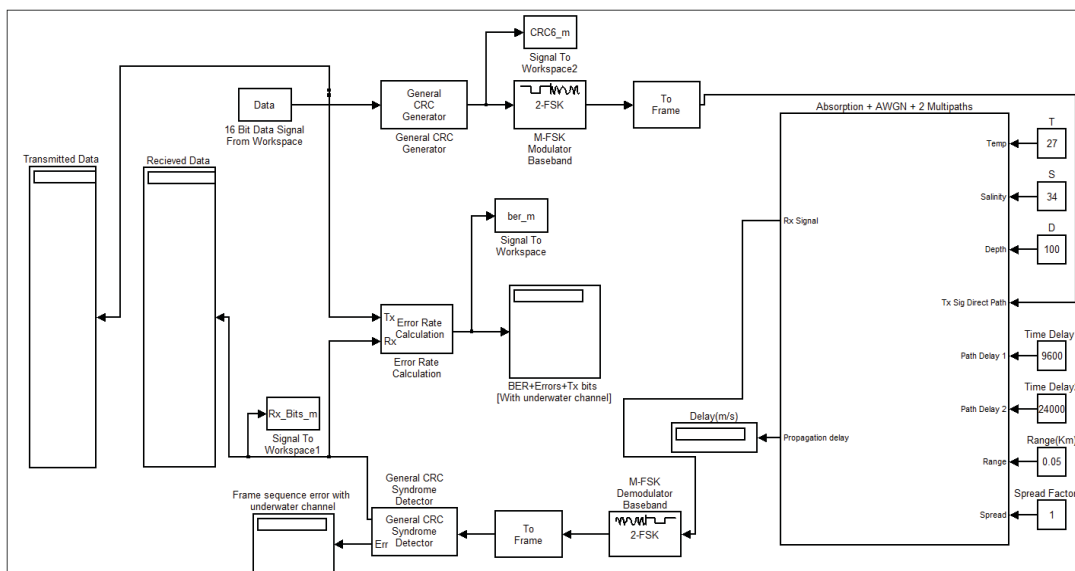 CRC6_m
Signal To
Workspace2
Data
16 Bit Data Signal
From Workspace
General
CRC
Generator
General CRC
Generator
2-FSK
M-FSK
Modulator
Baseband
To
Frame
Absorption + AWGN + 2 Multipaths
Temp
Salinity
Depth
Tx Sig Direct Path
Path Delay 1
Path Delay 2
Range
Spread
Rx Signal
Propagation delay
T
27
S
34
D
100
Time Delay
9600
Time Delay
24000
Range(Km)
0.05
Spread Factor
1
Transmitted Data
Recieved Data
ber_m
Signal To
Workspace
Tx
Rx
Error Rate
Calculation
Error Rate
Calculation
BER+Errors+Tx bits
[With underwater channel]
Rx_Bits_m
Signal To
Workspace1
Delay(m/s)
General CRC
Syndrome
Detector
General CRC
Syndrome
Detector
Err
Frame sequence error with
underwater channel
To
Frame
M-FSK
Demodulator
Baseband
2-FSK